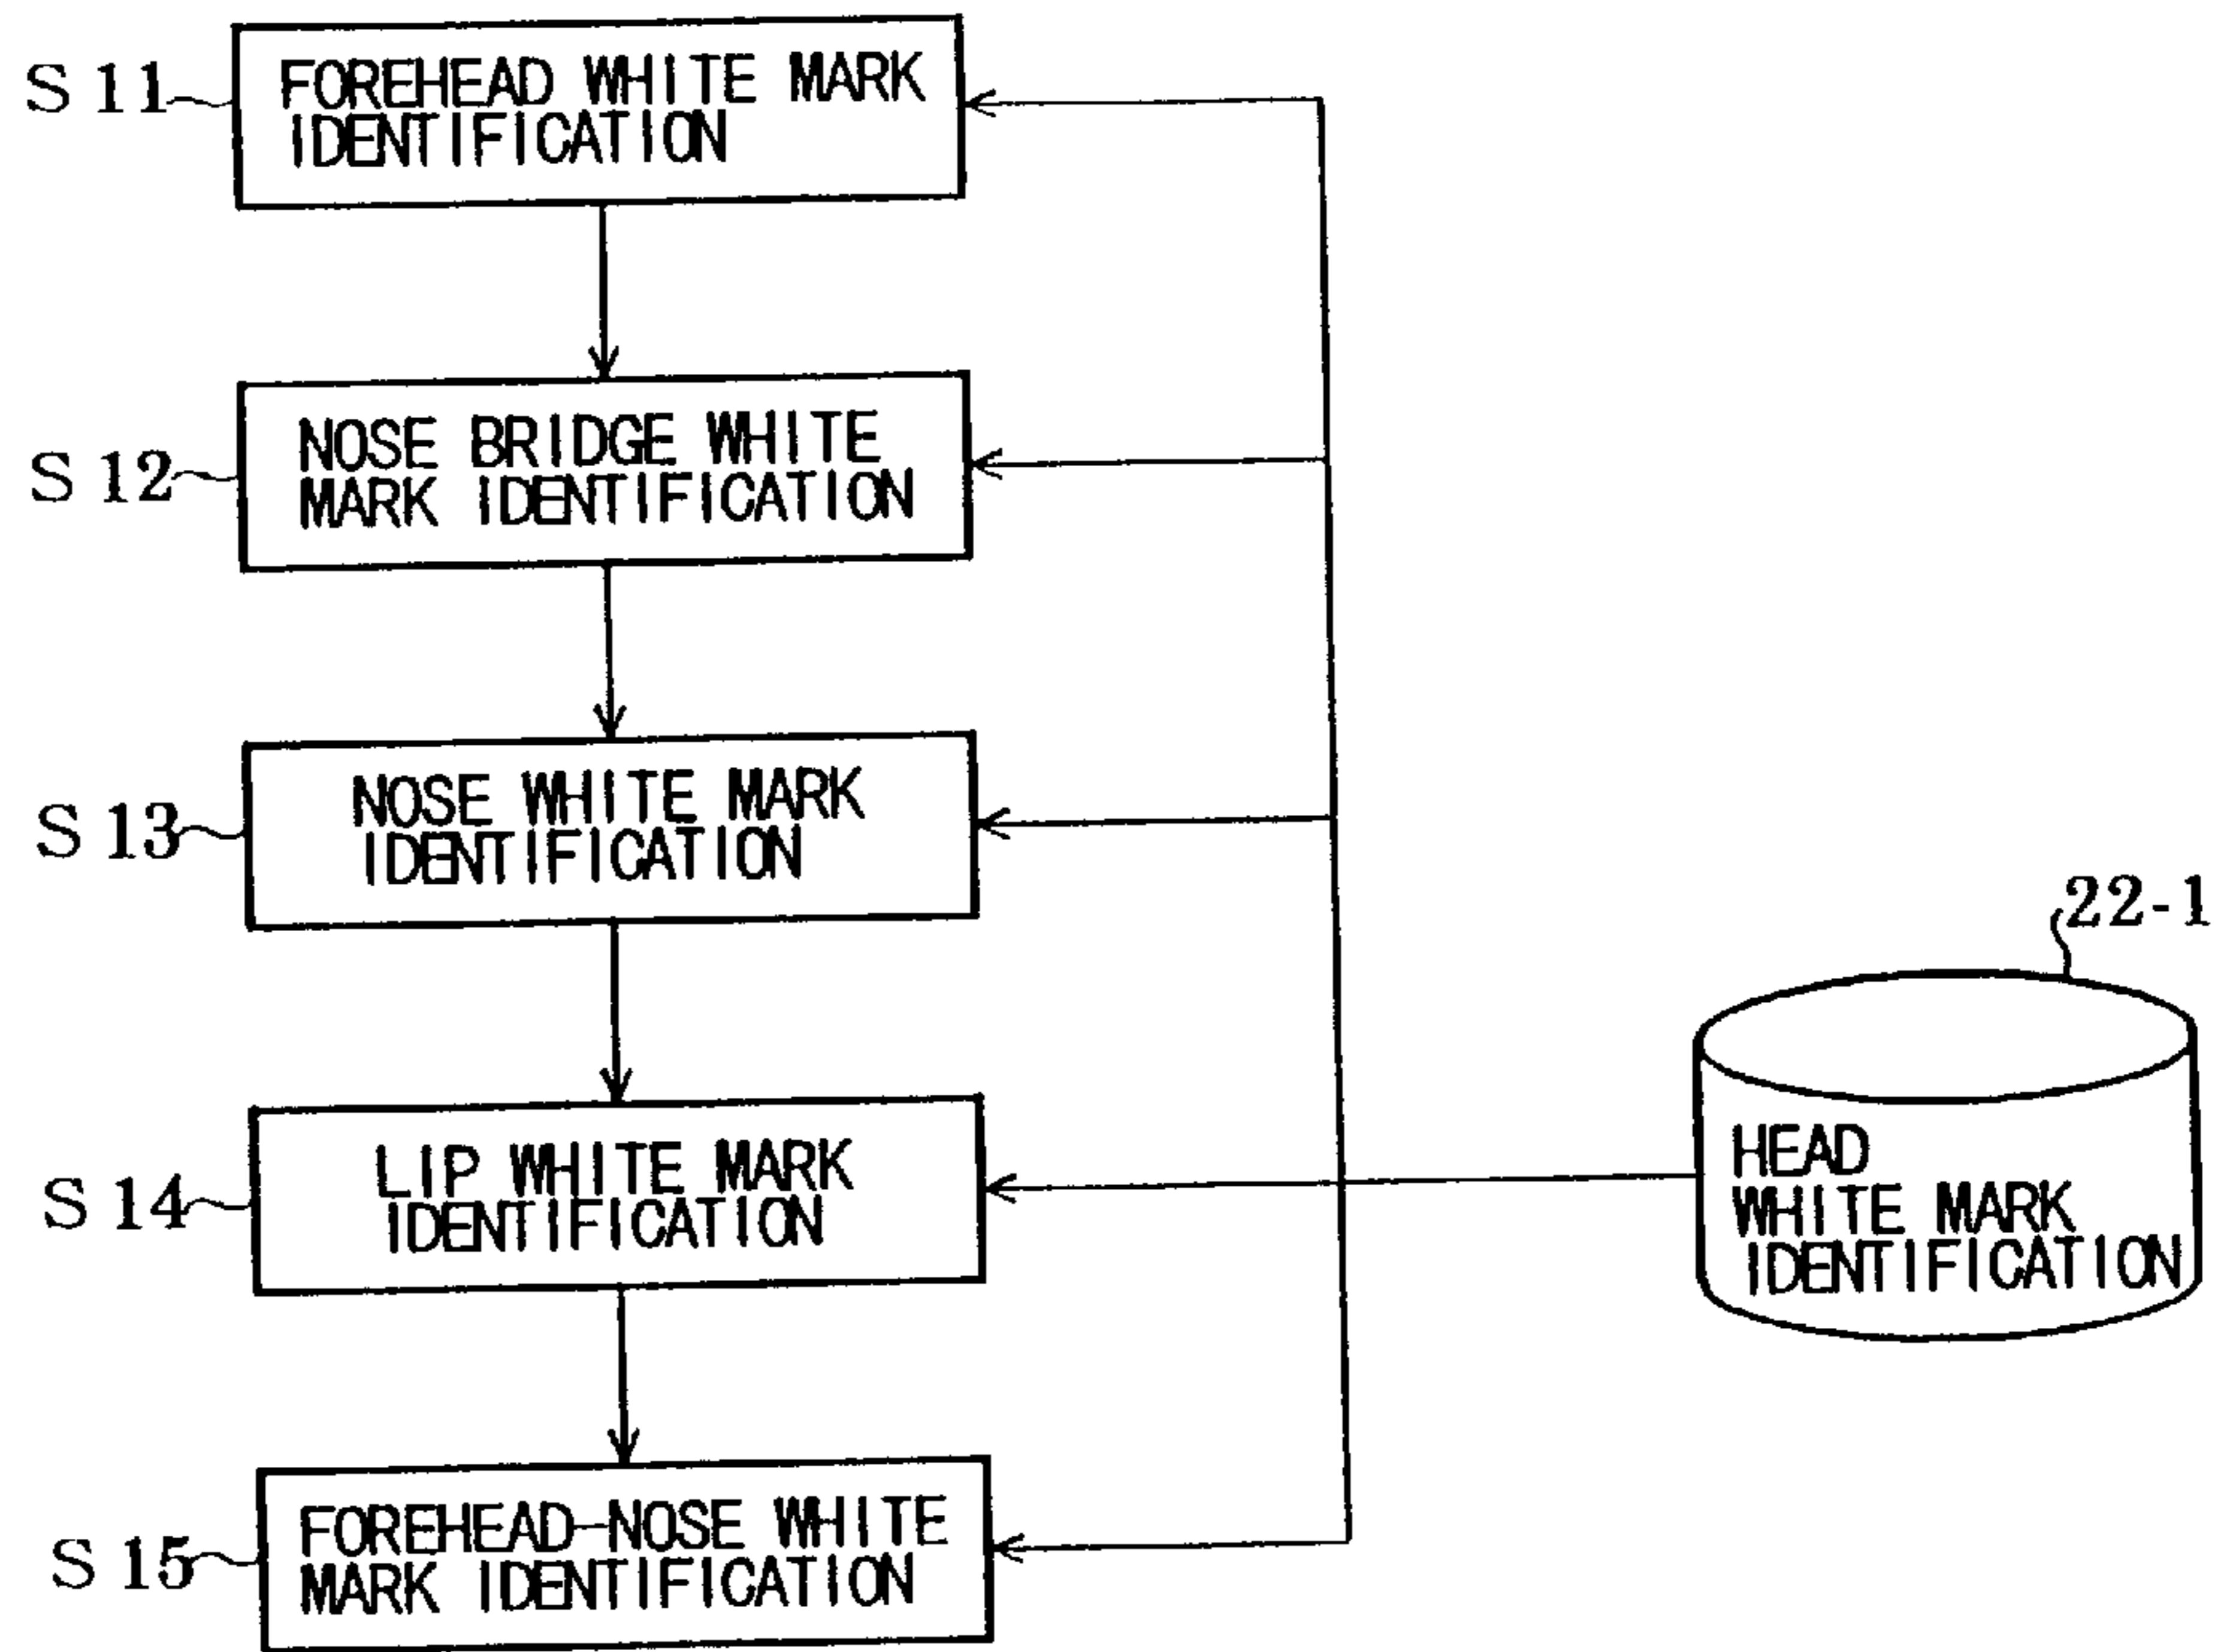 S 11
FOREHEAD WHITE MARK
IDENTIFICATION
S 12
NOSE BRIDGE WHITE
MARK IDENTIFICATION
S 13
NOSE WHITE MARK
IDENTIFICATION
22-1
S 14
LIP WHITE MARK
IDENTIFICATION
HEAD
WHITE MARK
IDENTIFICATION
S 15
FOREHEAD-NOSE WHITE
MARK IDENTIFICATION